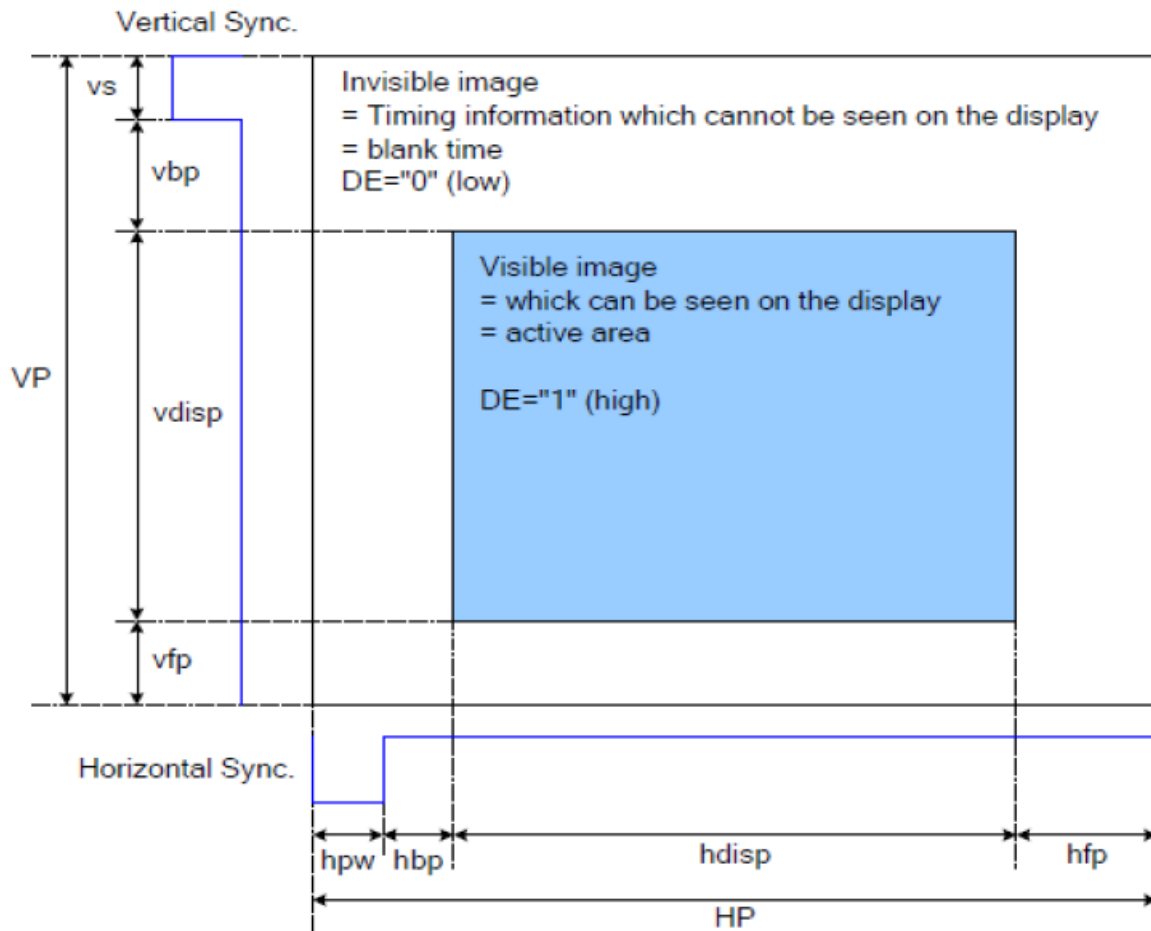 Vertical Sync.
vs
Invisible image
= Timing information which cannot be seen on the display
= blank time
DE="0" (low)
vbp
Visible image
= whick can be seen on the display
= active area
DE="1" (high)
VP
vdisp
vfp
Horizontal Sync.
hpw
hbp
hdisp
hfp
HP